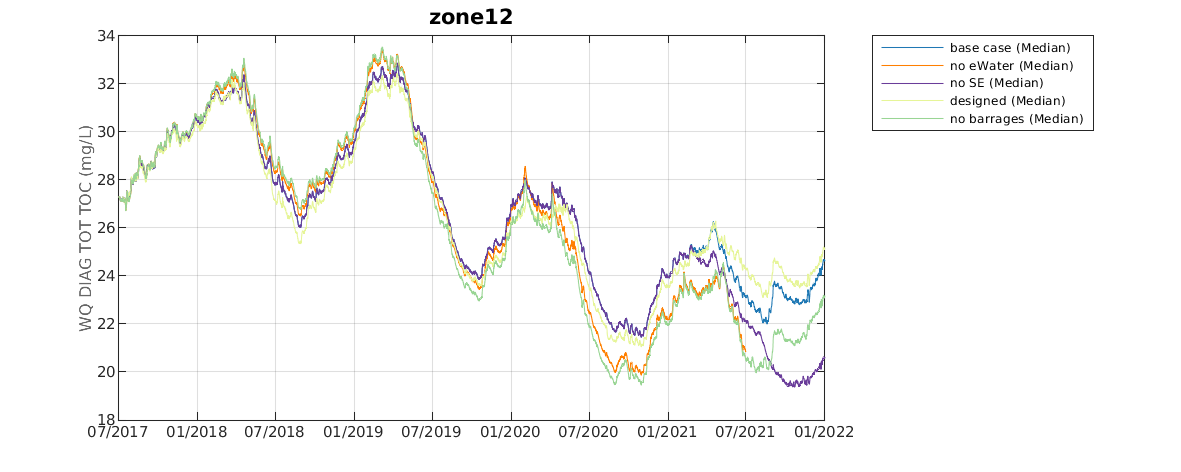 zone12
WQ DIAG TOT TOC (mg/L)
34
32
30
28
26
24
22
20
18
07/2017 01/2018 07/2018 01/2019 07/2019 01/2020 07/2020 01/2021 07/2021 01/2022
base case (Median)
no eWater (Median)
no SE (Median)
designed (Median)
no barrages (Median)